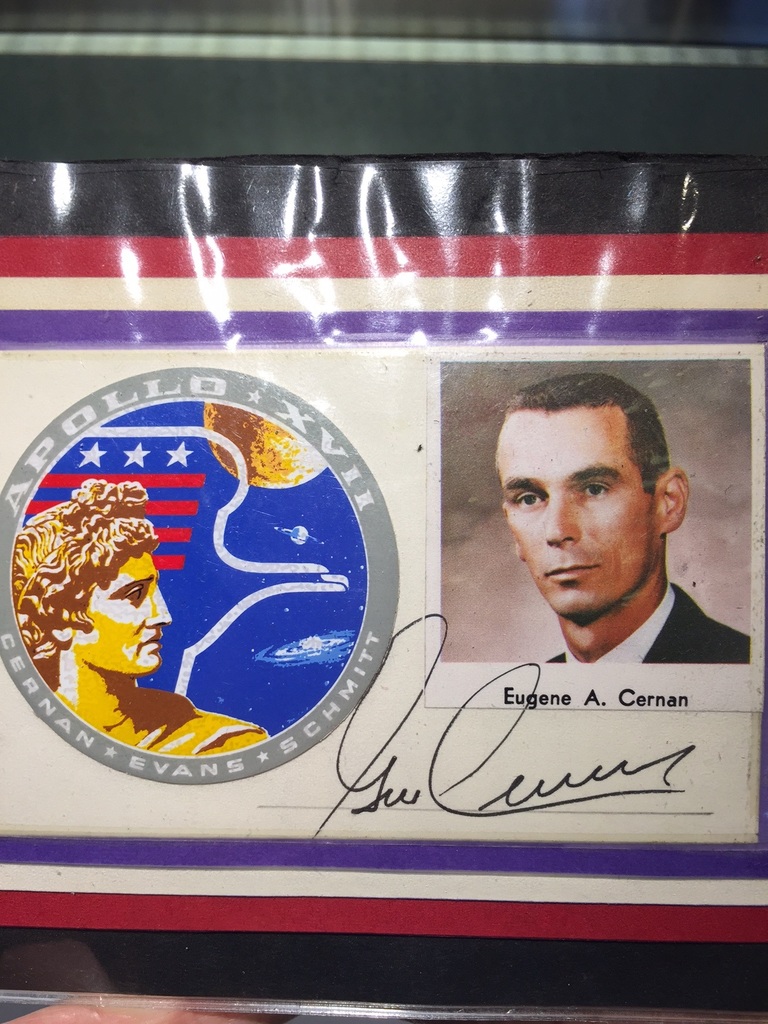 APOLLO ★ XVII
CERNAN ★ EVANS ★ SCHMITT
Eugene A. Cernan
Gene Cernan